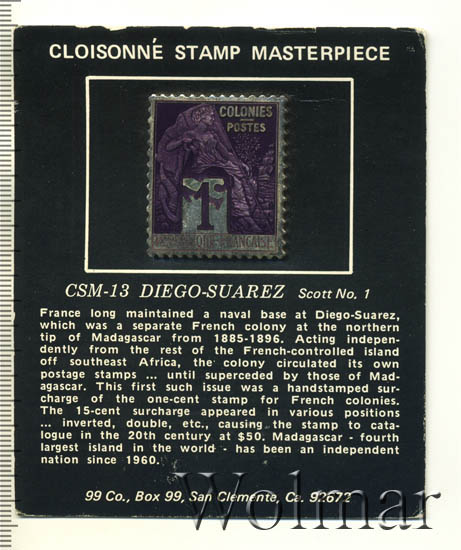 CLOISONNÉ STAMP MASTERPIECE
COLONIES
POSTES
1
CSM-13 DIEGO-SUAREZ Scott No. 1
France long maintained a naval base at Diego-Suarez,
which was a separate French colony at the northern
tip of Madagascar from 1885-1896. Acting indepen-
dently from the rest of the French-controlled island
off southeast Africa, the colony circulated its own
postage stamps ... until superceded by those of Mad-
agascar. This first such issue was a handstamped sur-
charge of the one-cent stamp for French colonies.
The 15-cent surcharge appeared in various positions
... inverted, double, etc., causing the stamp to cata-
logue in the 20th century at $50. Madagascar - fourth
largest island in the world - has been an independent
nation since 1960.
99 Co., Box 99, San Clemente, Ca. 92672
Wolmar